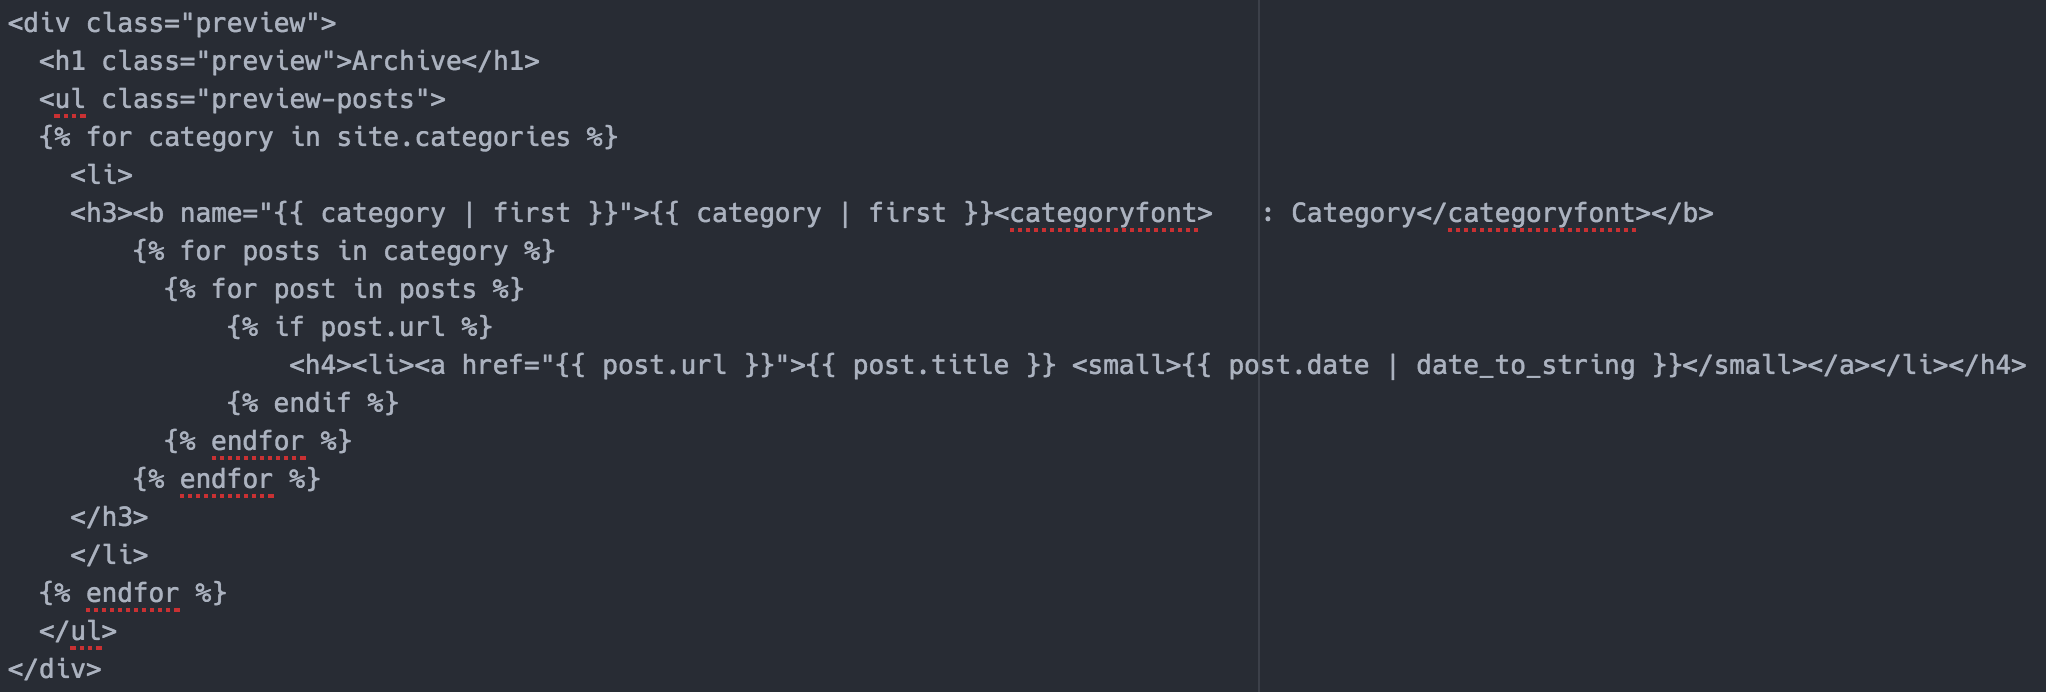 <div class="preview">
  <h1 class="preview">Archive</h1>
  <ul class="preview-posts">
  {% for category in site.categories %}
    <li>
    <h3><b name="{{ category | first }}">{{ category | first }}<categoryfont>   : Category</categoryfont></b>
        {% for posts in category %}
          {% for post in posts %}
              {% if post.url %}
                  <h4><li><a href="{{ post.url }}">{{ post.title }} <small>{{ post.date | date_to_string }}</small></a></li></h4>
              {% endif %}
          {% endfor %}
        {% endfor %}
    </h3>
    </li>
  {% endfor %}
  </ul>
</div>